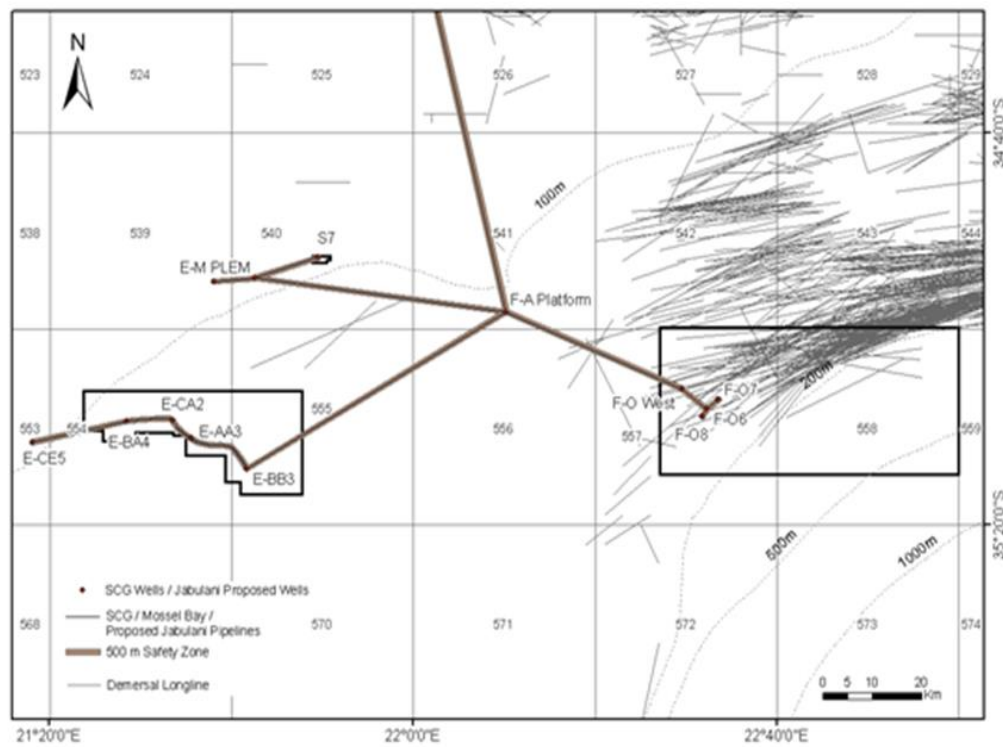 N
523
524
525
526
527
528
529
34°40'0"S
100m
538
539
540
S7
541
542
543
544
E-M PLEM
F-A Platform
200m
F-O7
F-O West
F-O6
F-O8
E-CA2
555
553
554
E-BA4
E-AA3
556
557
558
559
E-CE5
E-BB3
35°20'0"S
500m
1000m
SCG Wells / Jabulani Proposed Wells
SCG / Mossel Bay /
Proposed Jabulani Pipelines
500 m Safety Zone
Demersal Longline
568
570
571
572
573
574
0 5 10 20
Km
21°20'0"E
22°0'0"E
22°40'0"E